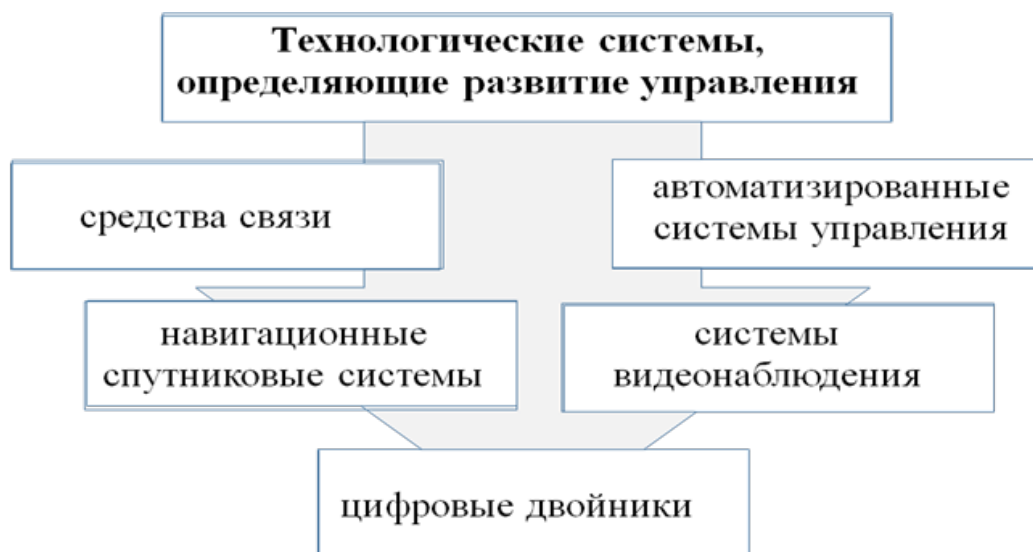 Технологические системы,
определяющие развитие управления
средства связи
автоматизированные
системы управления
навигационные
спутниковые системы
системы
видеонаблюдения
цифровые двойники